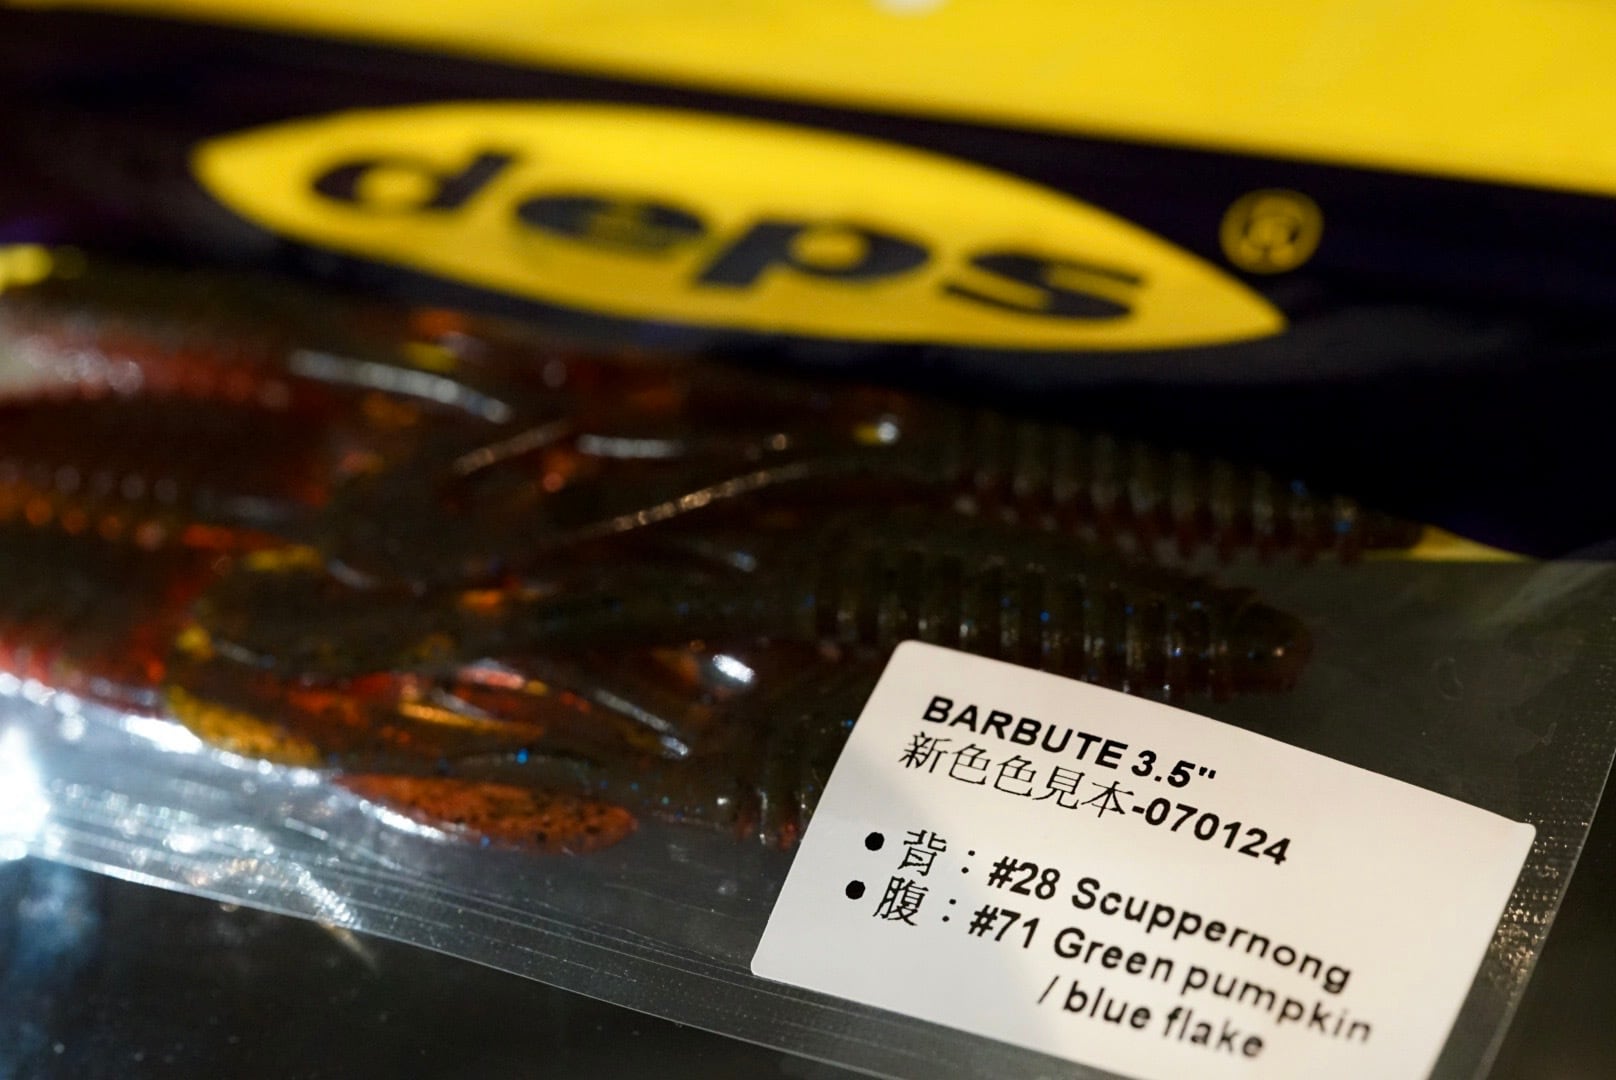 deps®
BARBUTE 3.5"
新色色見本-070124
● 背：#28 Scuppernong
● 腹：#71 Green pumpkin
/ blue flake